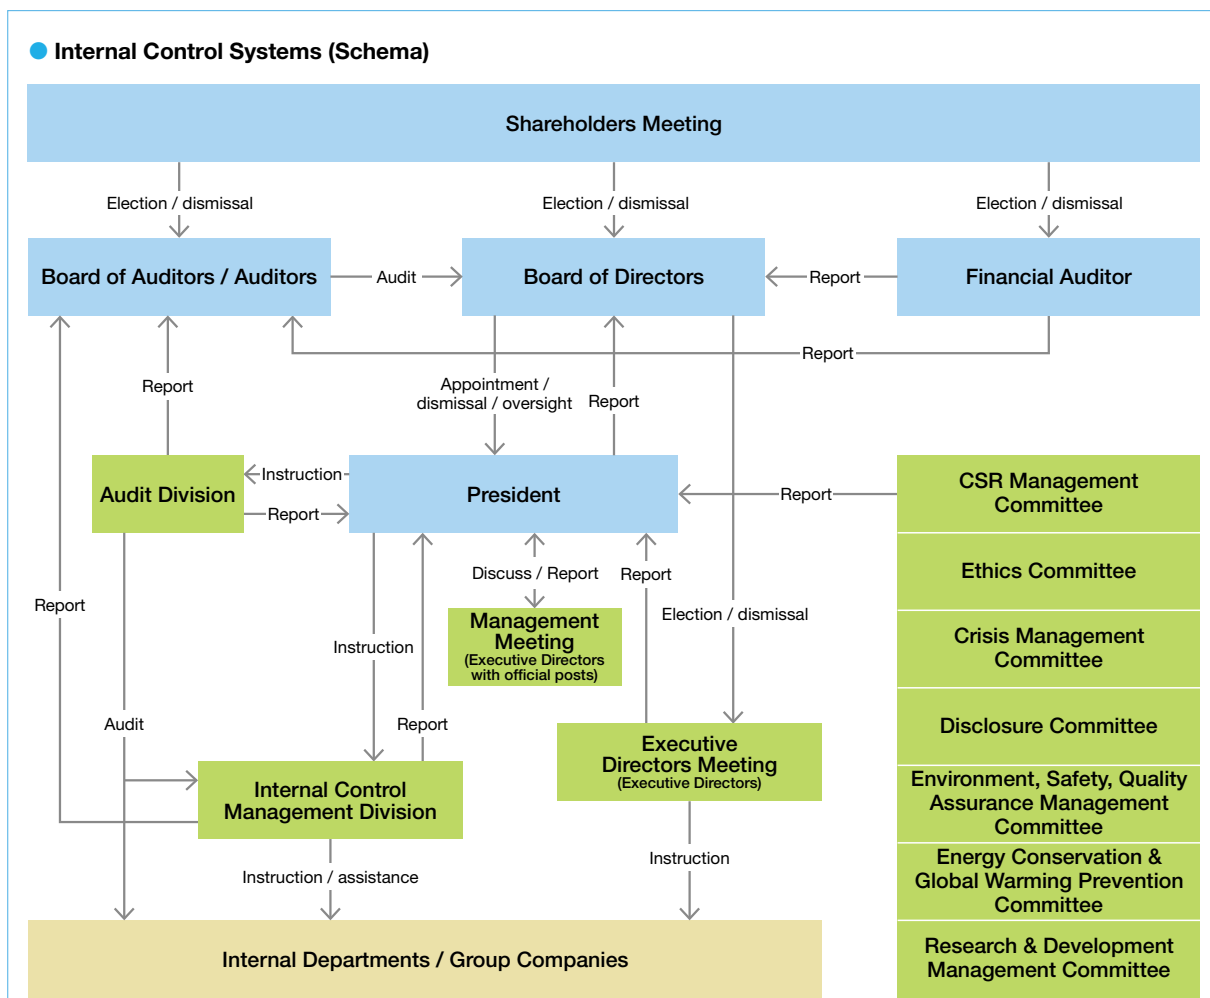 Internal Control Systems (Schema)
Shareholders Meeting
Election / dismissal
Election / dismissal
Election / dismissal
Board of Auditors / Auditors
Audit
Board of Directors
Report
Financial Auditor
Report
Report
Appointment /
dismissal / oversight
Report
Audit Division
Instruction
Report
President
Report
CSR Management
Committee
Ethics Committee
Crisis Management
Committee
Disclosure Committee
Environment, Safety, Quality
Assurance Management
Committee
Energy Conservation &
Global Warming Prevention
Committee
Research & Development
Management Committee
Discuss / Report
Report
Report
Election / dismissal
Management
Meeting
(Executive Directors
with official posts)
Instruction
Audit
Report
Executive
Directors Meeting
(Executive Directors)
Internal Control
Management Division
Instruction
Instruction / assistance
Internal Departments / Group Companies